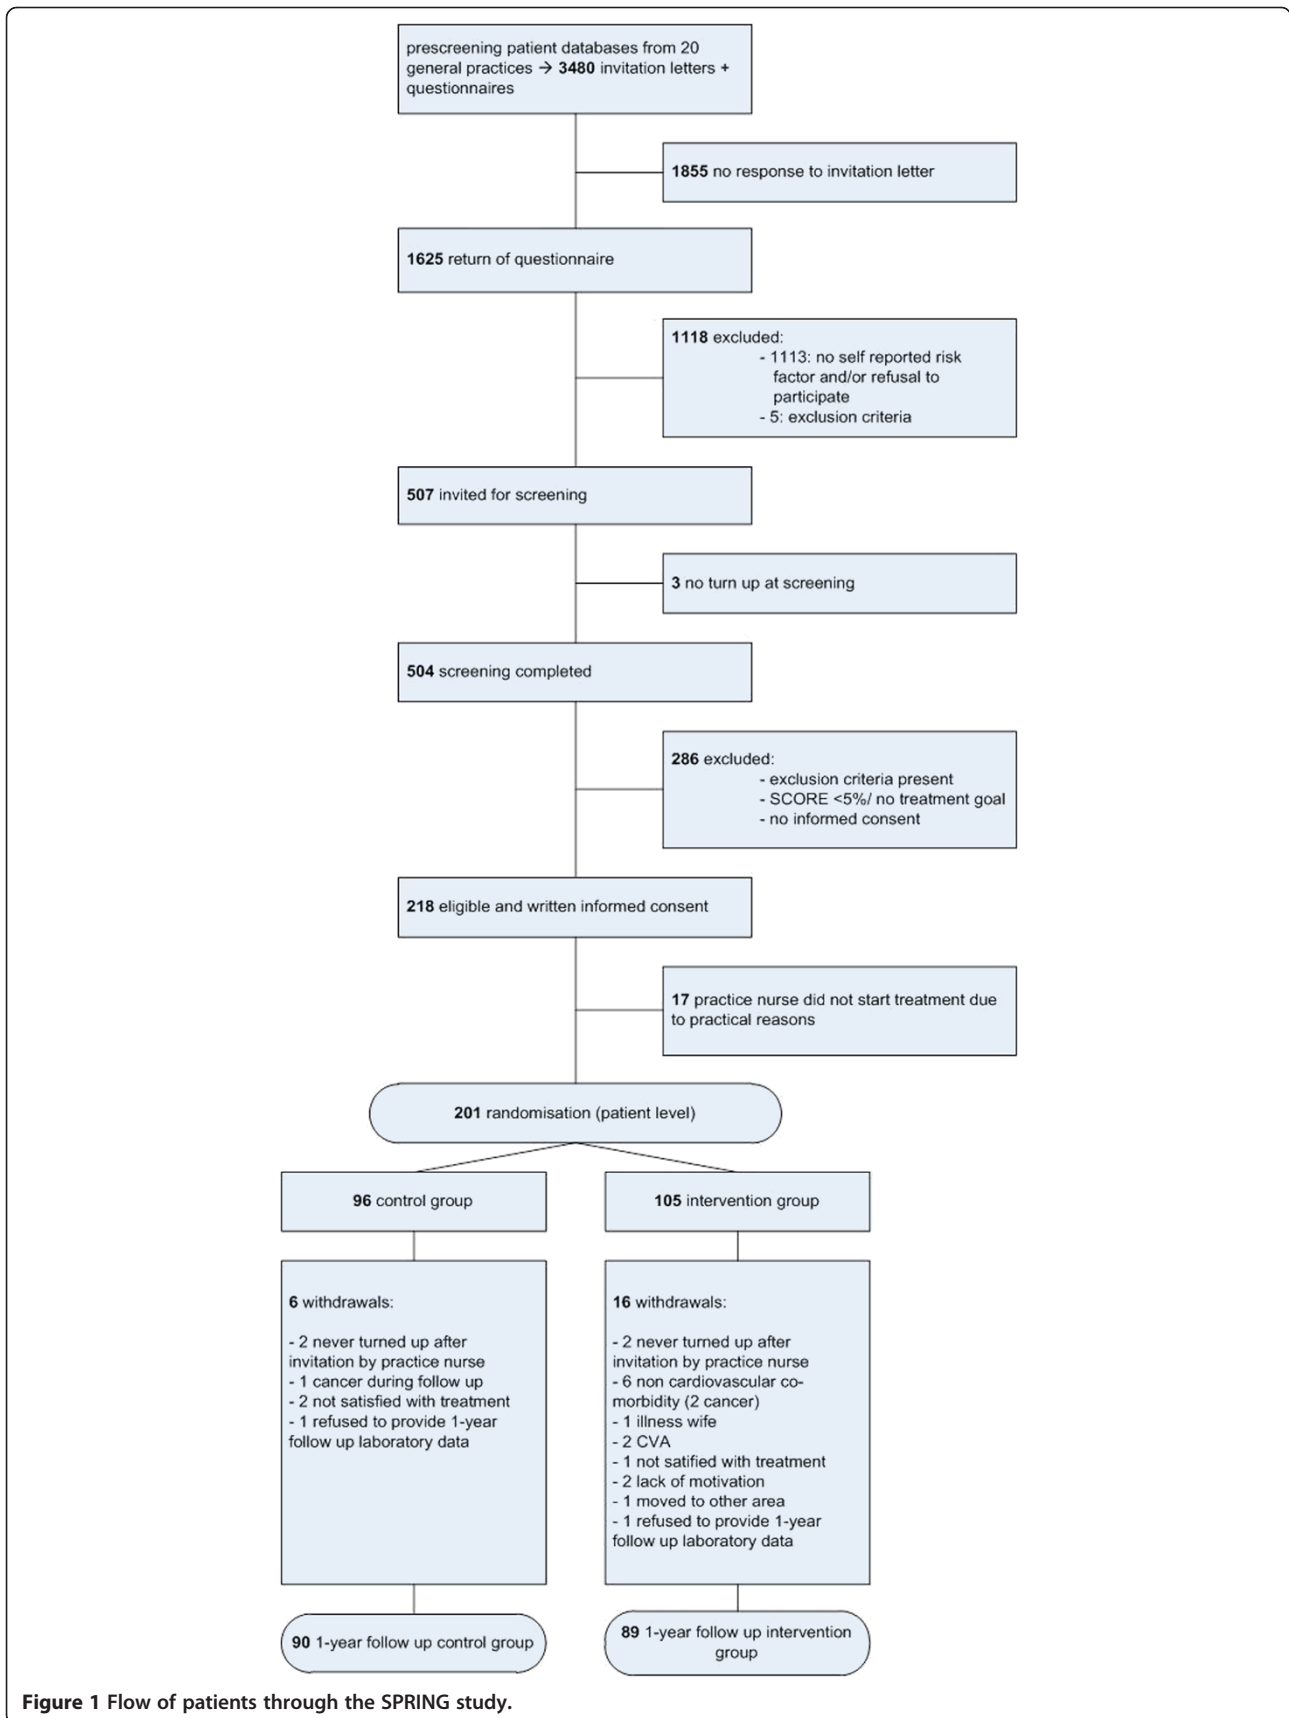 prescreening patient databases from 20
general practices → 3480 invitation letters +
questionnaires
1855 no response to invitation letter
1625 return of questionnaire
1118 excluded:
- 1113: no self reported risk
factor and/or refusal to
participate
- 5: exclusion criteria
507 invited for screening
3 no turn up at screening
504 screening completed
286 excluded:
- exclusion criteria present
- SCORE <5%/ no treatment goal
- no informed consent
218 eligible and written informed consent
17 practice nurse did not start treatment due
to practical reasons
201 randomisation (patient level)
96 control group
105 intervention group
6 withdrawals:
- 2 never turned up after
invitation by practice nurse
- 1 cancer during follow up
- 2 not satisfied with treatment
- 1 refused to provide 1-year
follow up laboratory data
16 withdrawals:
- 2 never turned up after
invitation by practice nurse
- 6 non cardiovascular co-
morbidity (2 cancer)
- 1 illness wife
- 2 CVA
- 1 not satified with treatment
- 2 lack of motivation
- 1 moved to other area
- 1 refused to provide 1-year
follow up laboratory data
90 1-year follow up control group
89 1-year follow up intervention
group
Figure 1 Flow of patients through the SPRING study.